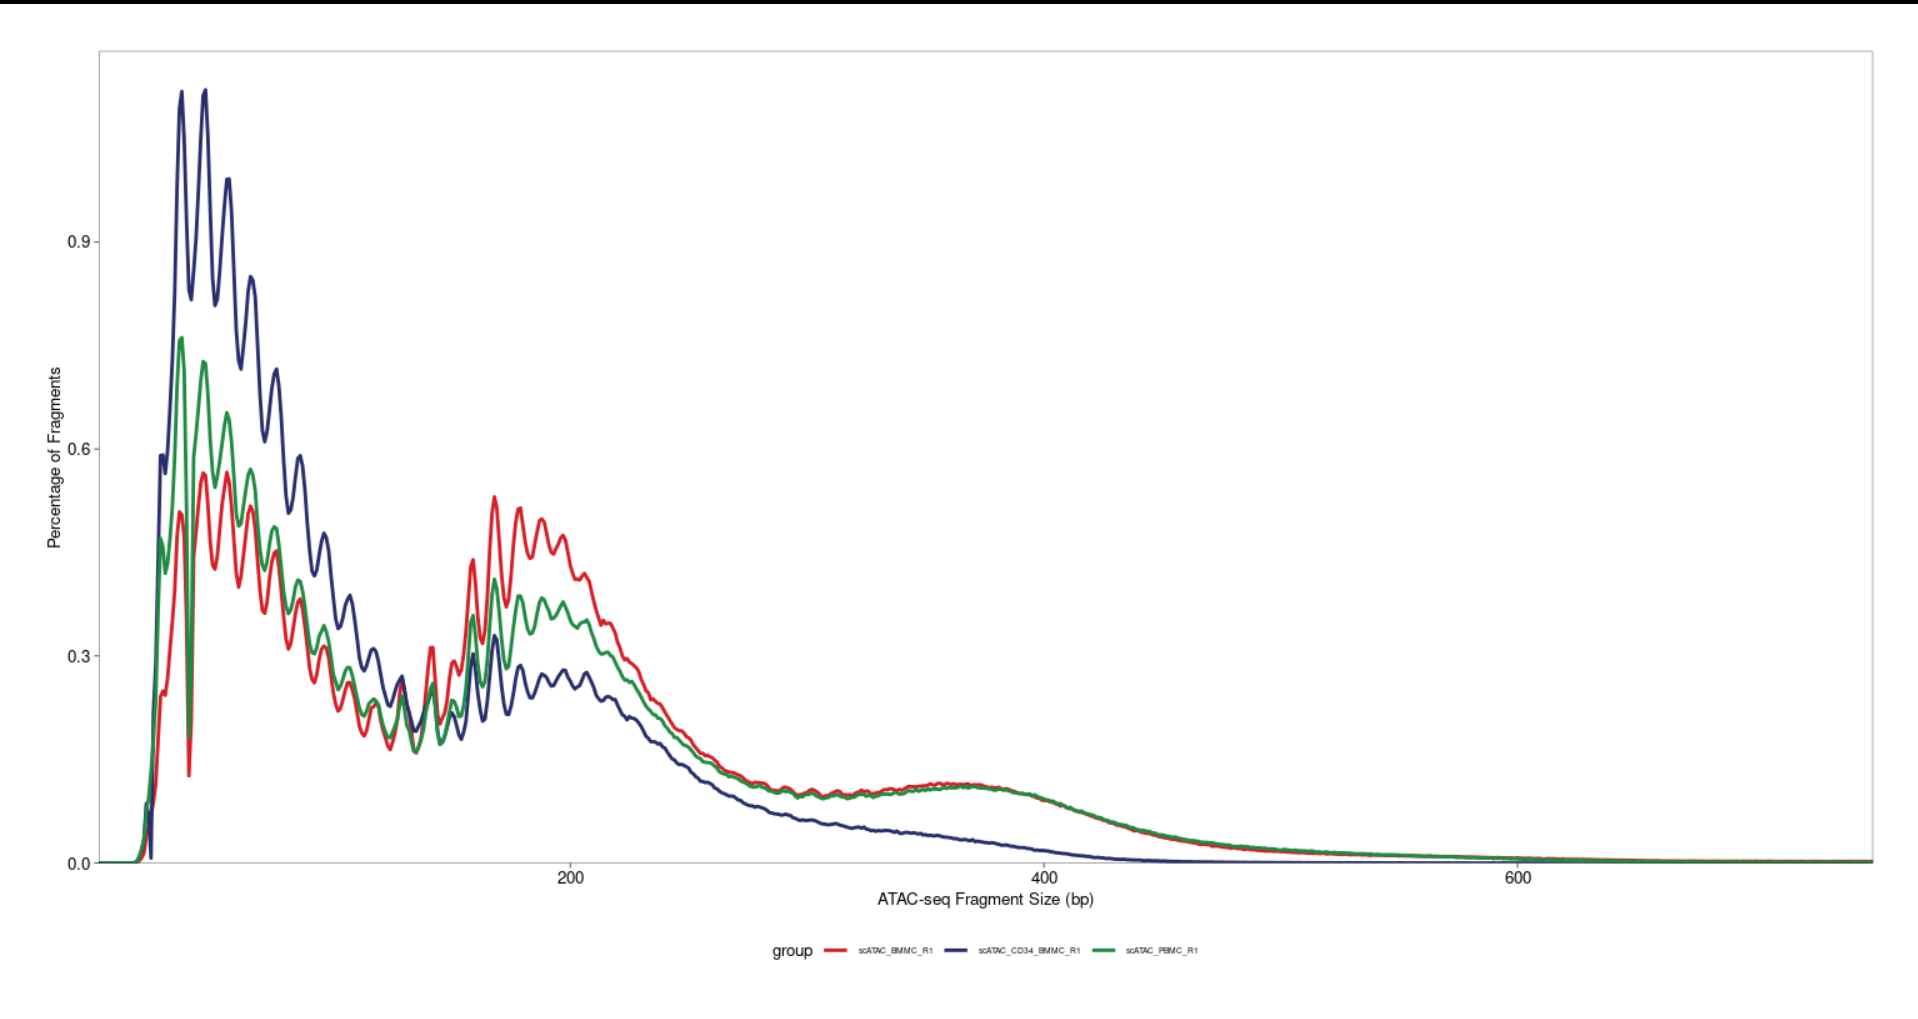 Percentage of Fragments
0.9
0.6
0.3
0.0
200 400 600
ATAC-seq Fragment Size (bp)
group scATAC_BMMC_R1 scATAC_CD34_BMMC_R1 scATAC_PBMC_R1